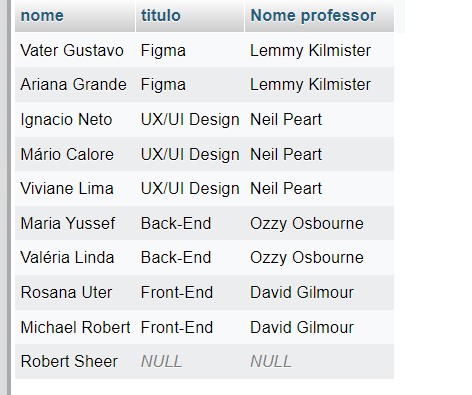 nome titulo Nome professor
Vater Gustavo Figma Lemmy Kilmister
Ariana Grande Figma Lemmy Kilmister
Ignacio Neto UX/UI Design Neil Peart
Mário Calore UX/UI Design Neil Peart
Viviane Lima UX/UI Design Neil Peart
Maria Yussef Back-End Ozzy Osbourne
Valéria Linda Back-End Ozzy Osbourne
Rosana Uter Front-End David Gilmour
Michael Robert Front-End David Gilmour
Robert Sheer NULL NULL